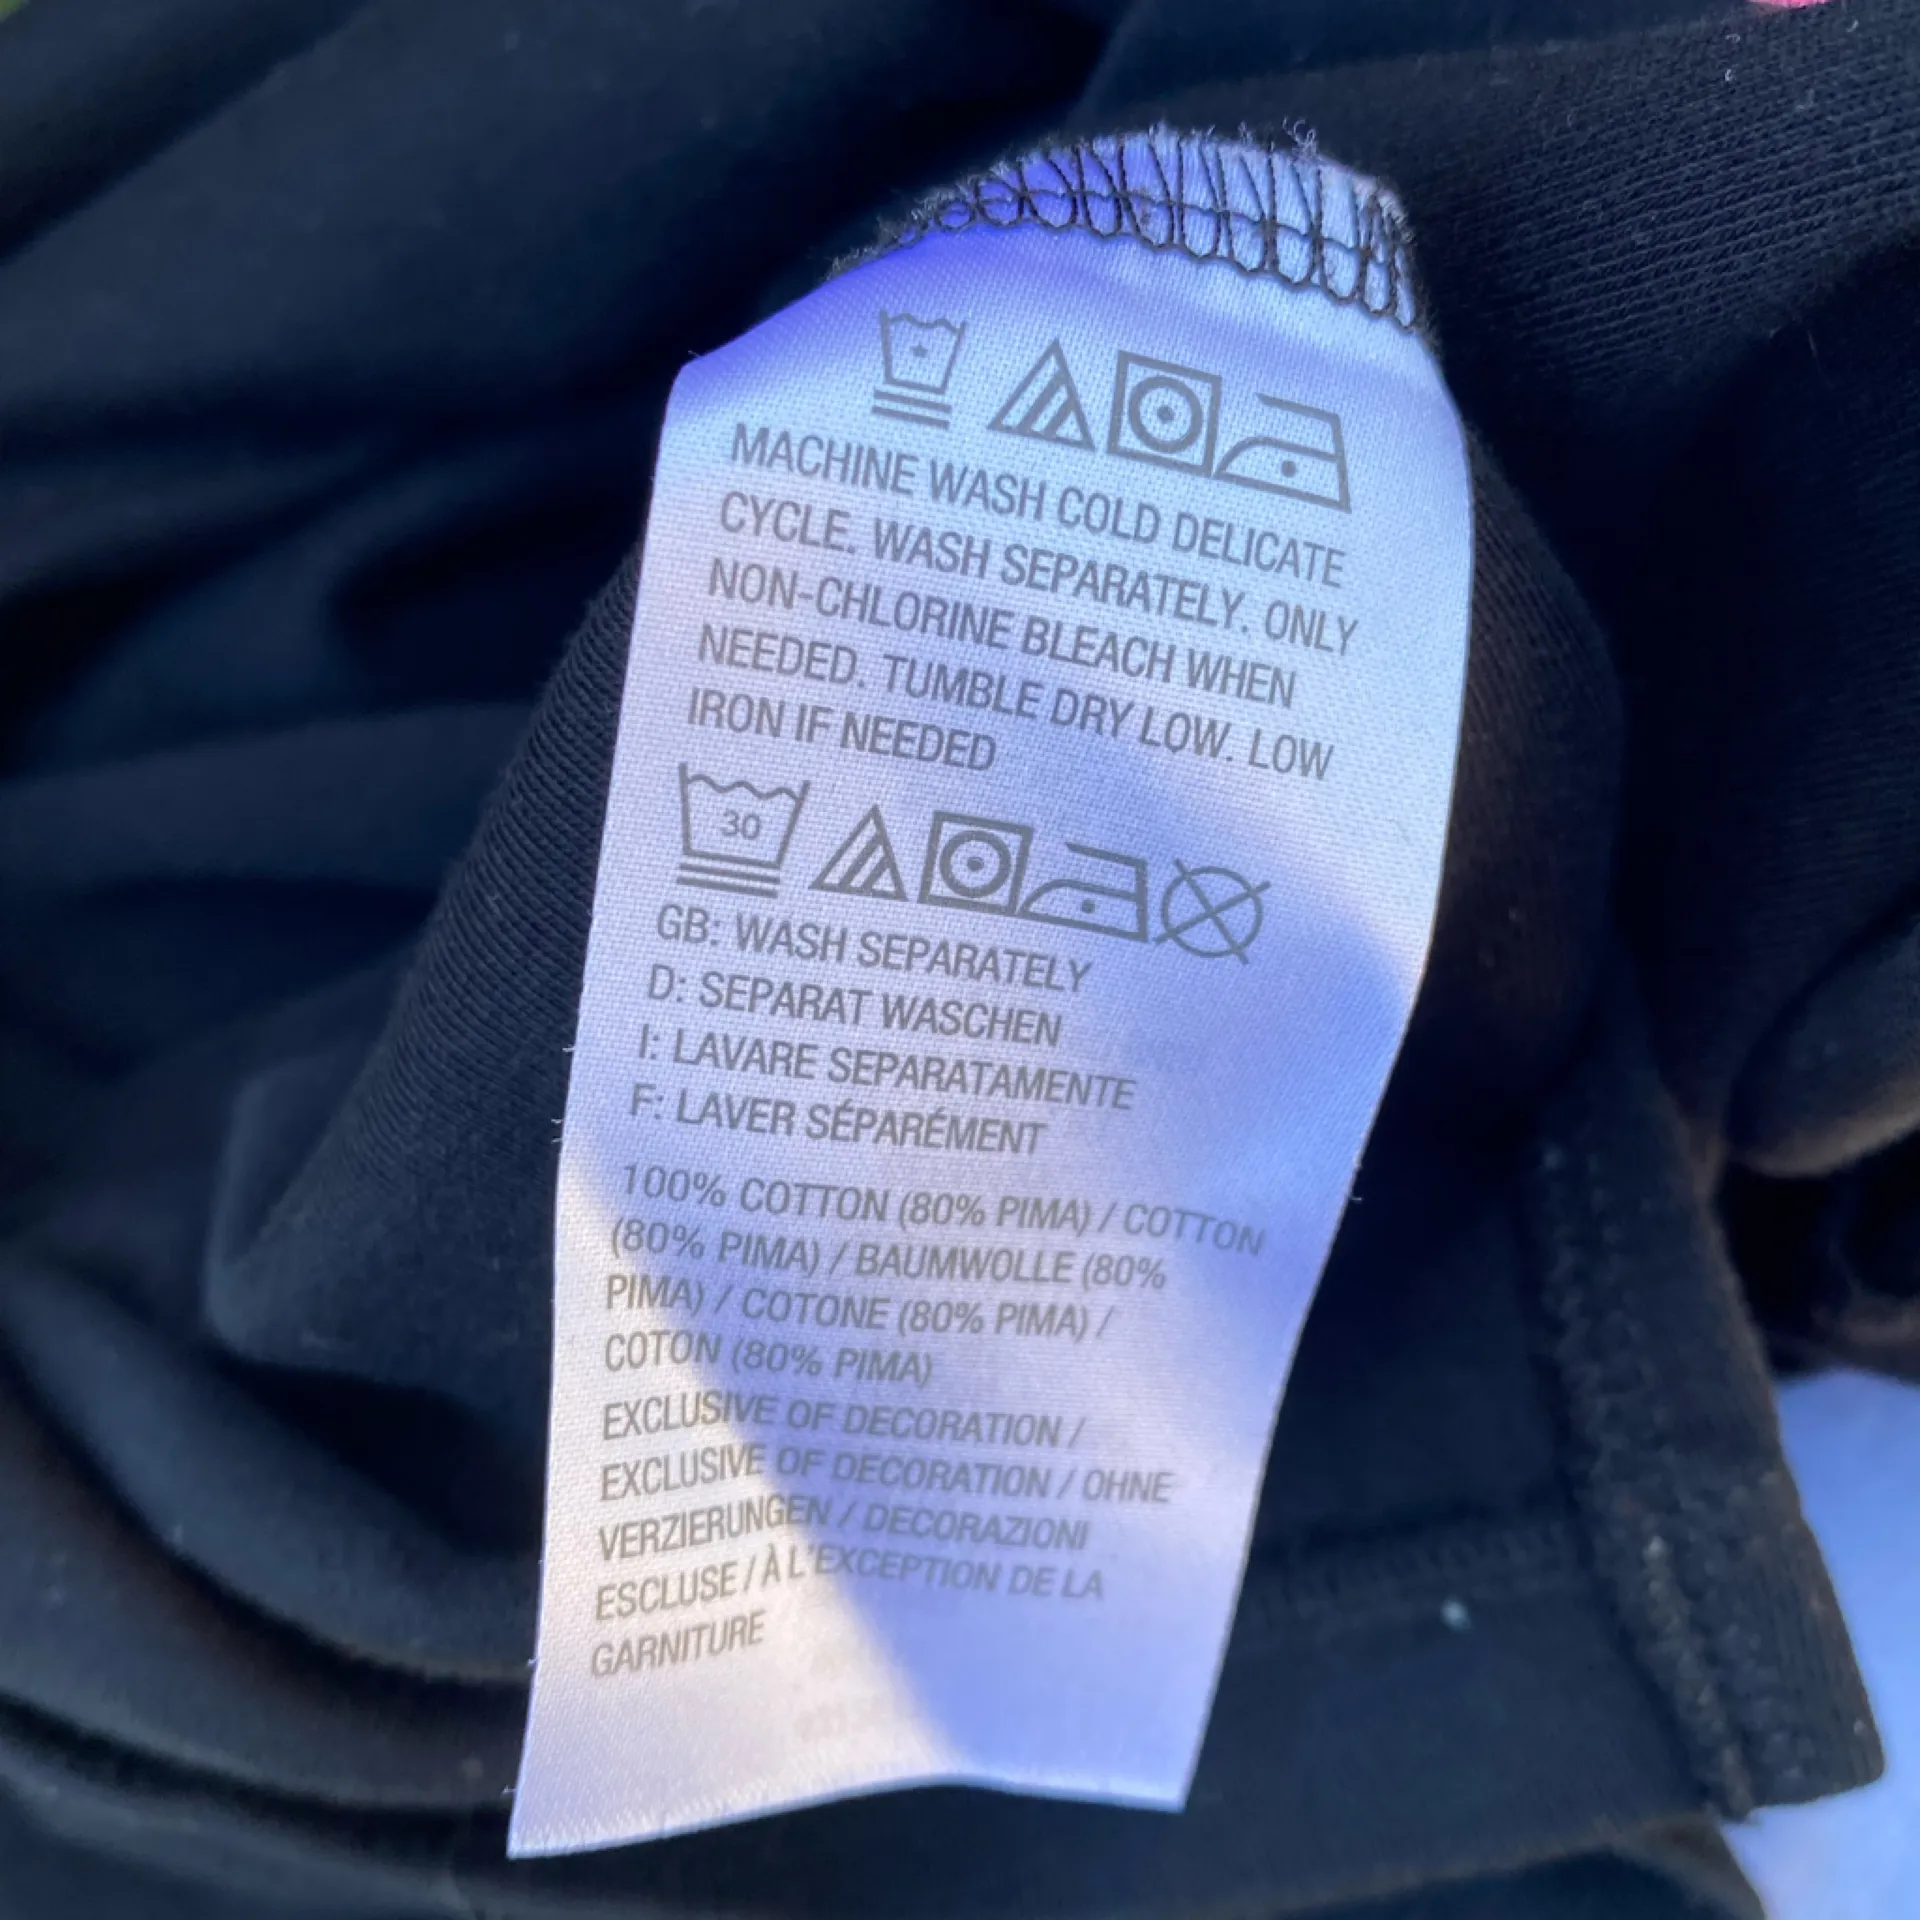 MACHINE WASH COLD DELICATE
CYCLE. WASH SEPARATELY. ONLY
NON-CHLORINE BLEACH WHEN
NEEDED. TUMBLE DRY LOW. LOW
IRON IF NEEDED
30
GB: WASH SEPARATELY
D: SEPARAT WASCHEN
I: LAVARE SEPARATAMENTE
F: LAVER SÉPARÉMENT
100% COTTON (80% PIMA) / COTTON
(80% PIMA) / BAUMWOLLE (80%
PIMA) / COTONE (80% PIMA) /
COTON (80% PIMA)
EXCLUSIVE OF DECORATION /
EXCLUSIVE OF DECORATION / OHNE
VERZIERUNGEN / DECORAZIONI
ESCLUSE / À L'EXCEPTION DE LA
GARNITURE